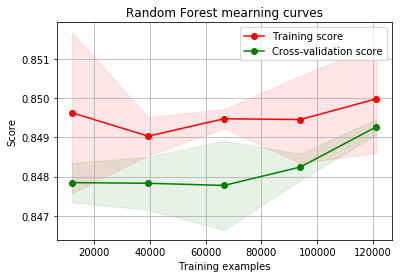 Random Forest mearning curves
Training score
Cross-validation score
0.851
0.850
0.849
0.848
0.847
Score
20000 40000 60000 80000 100000 120000
Training examples